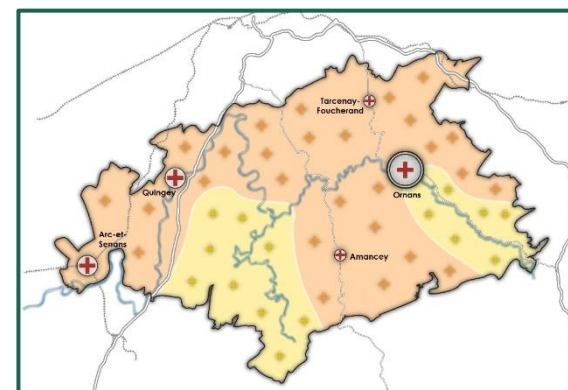 Tarcenay-
Foucherand
Quingey
Ornans
Arc-et-
Senans
Amancey